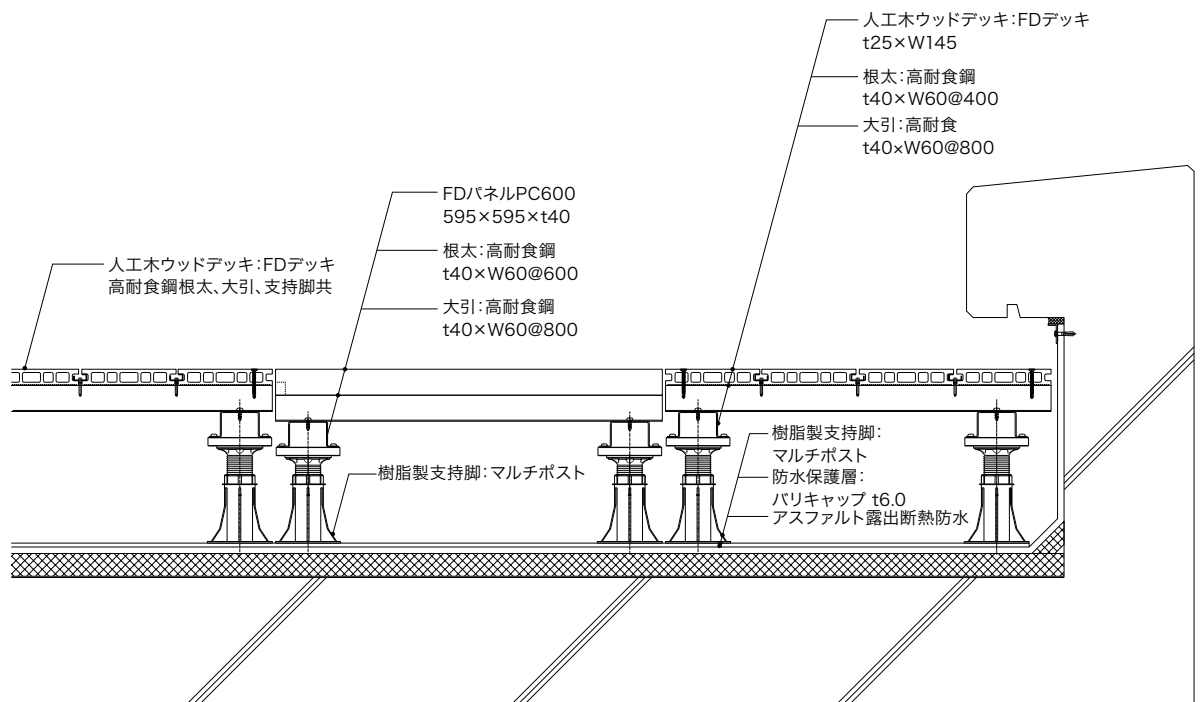 人工木ウッドデッキ:FDデッキ
t25×W145
根太:高耐食鋼
t40×W60@400
大引:高耐食
t40×W60@800
FDパネルPC600
595×595×t40
根太:高耐食鋼
t40×W60@600
大引:高耐食鋼
t40×W60@800
人工木ウッドデッキ:FDデッキ
高耐食鋼根太、大引、支持脚共
樹脂製支持脚:マルチポスト
樹脂製支持脚:
マルチポスト
防水保護層:
バリキャップ t6.0
アスファルト露出断熱防水